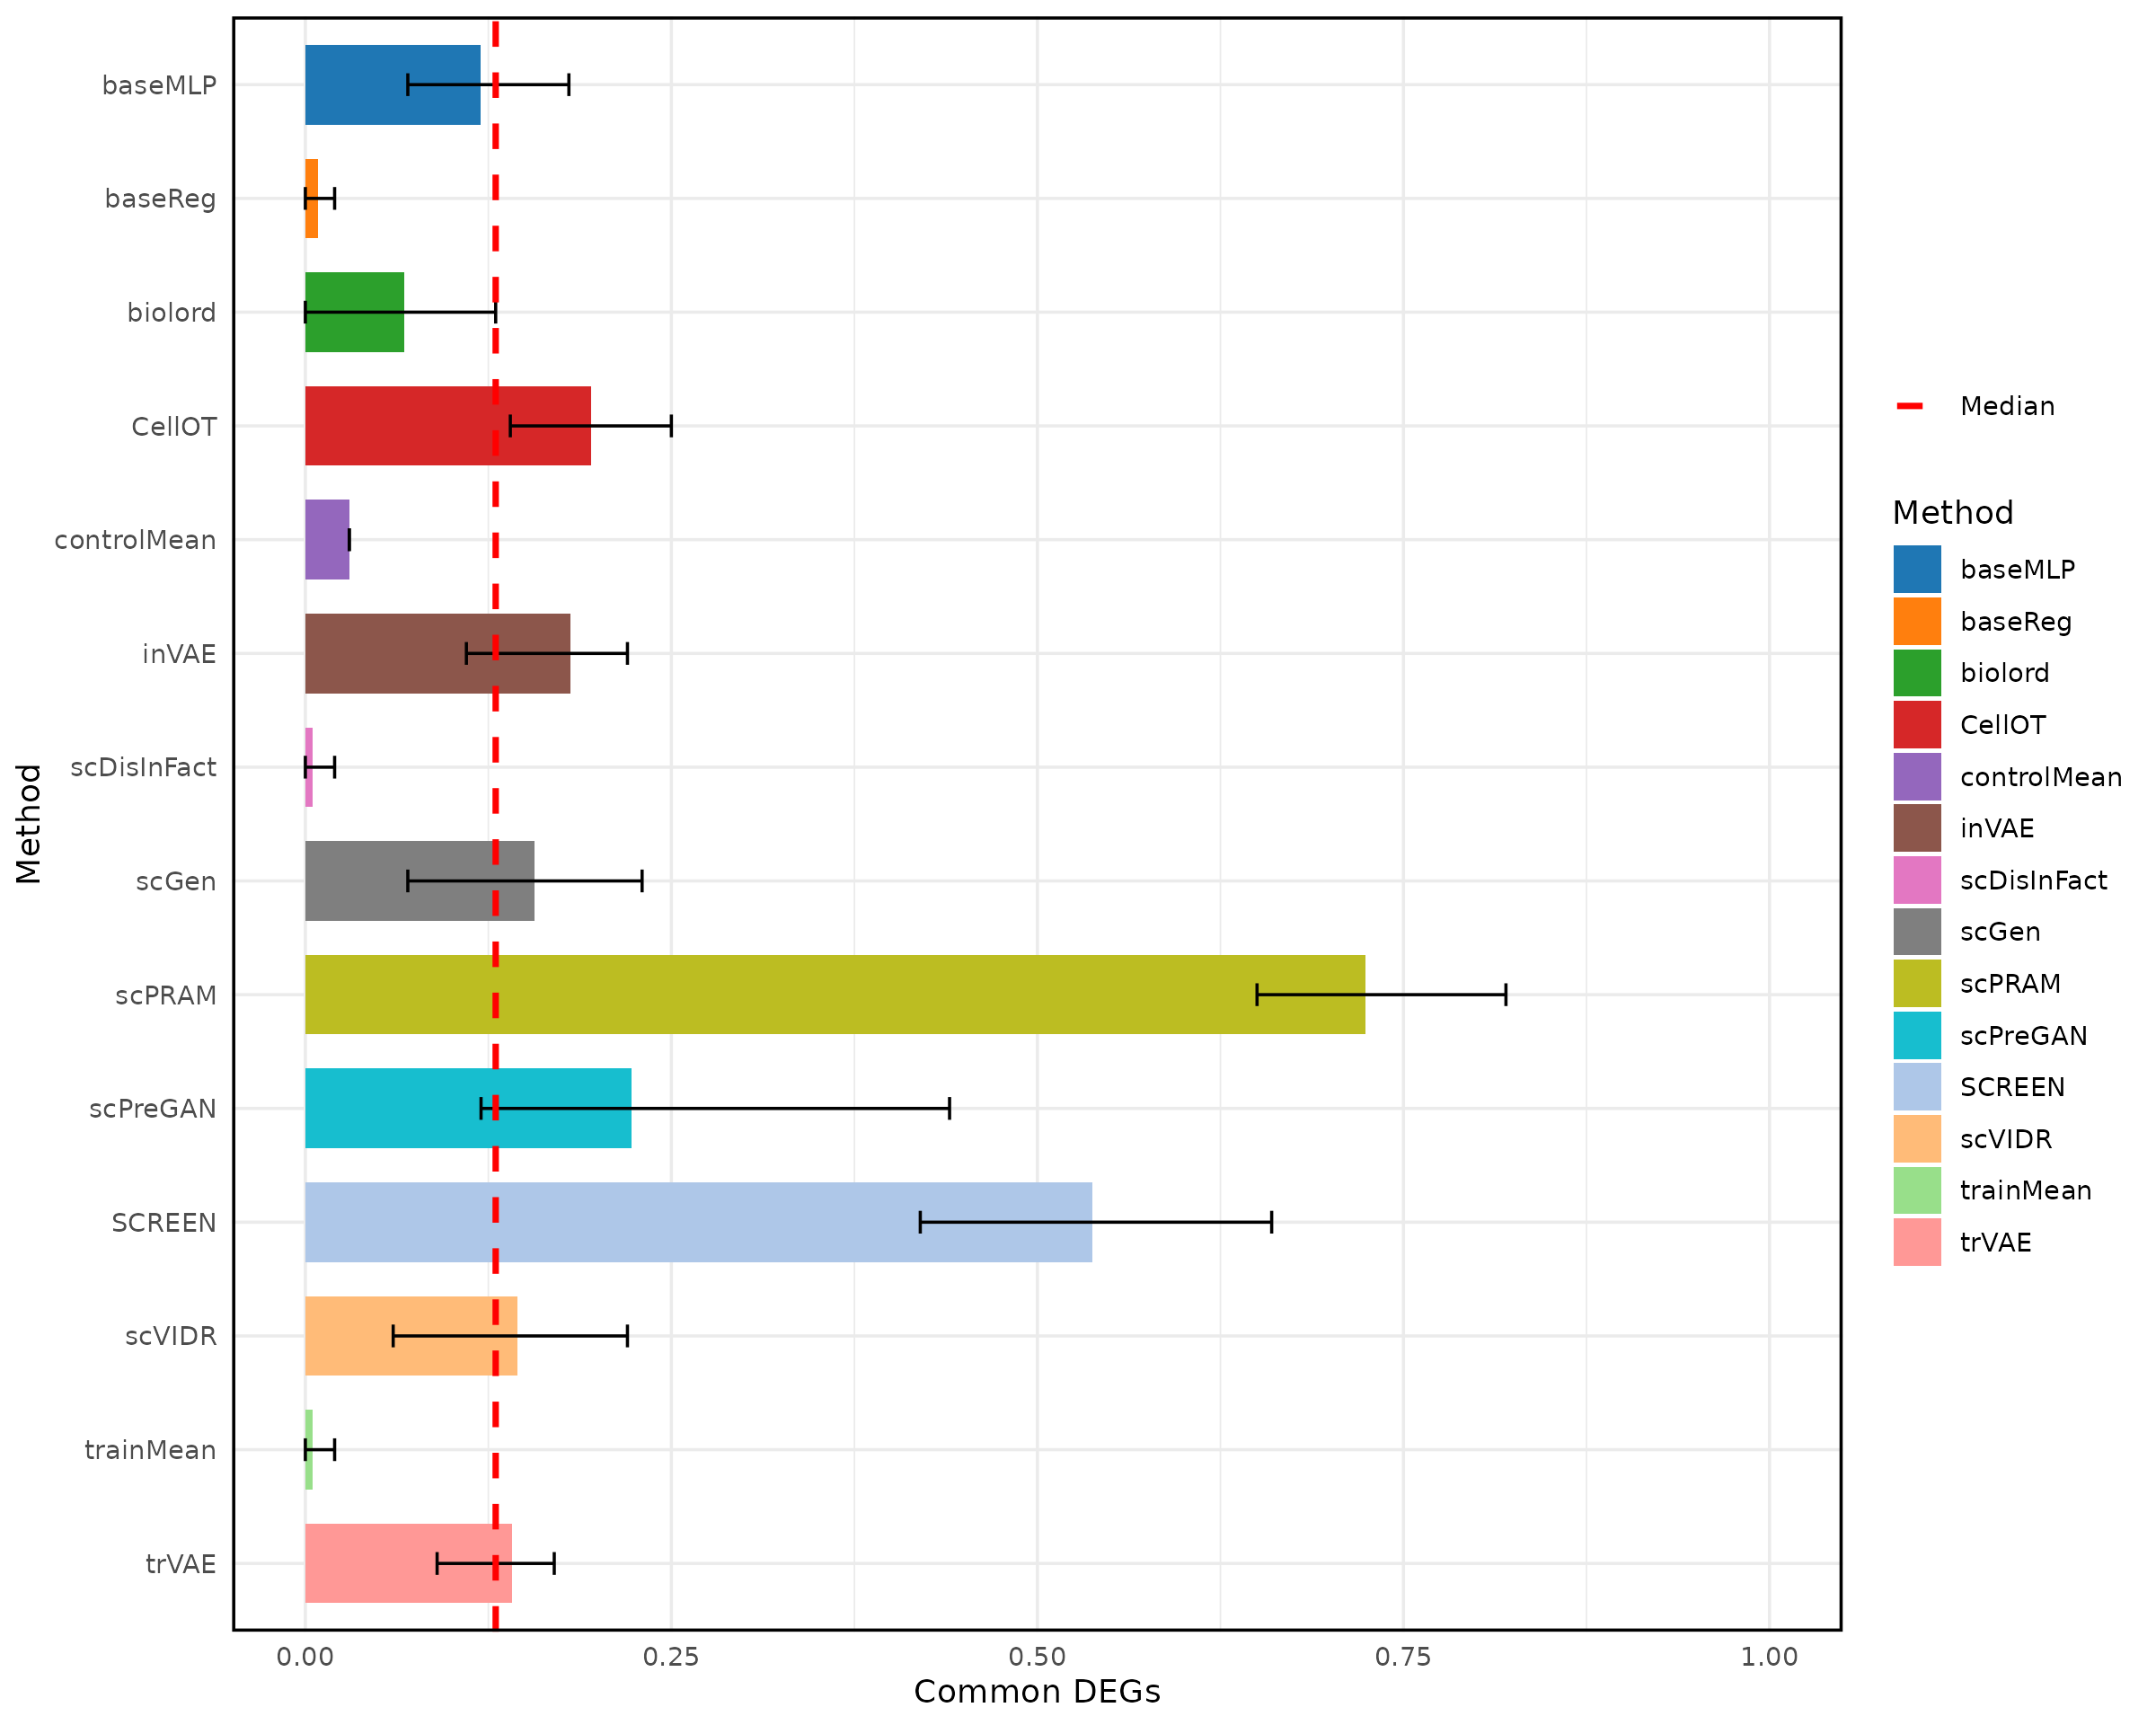 Method
baseMLP
baseReg
biolord
CellOT
controlMean
inVAE
scDisInFact
scGen
scPRAM
scPreGAN
SCREEN
scVIDR
trainMean
trVAE
0.00 0.25 0.50 0.75 1.00
Common DEGs
Median
Method
baseMLP
baseReg
biolord
CellOT
controlMean
inVAE
scDisInFact
scGen
scPRAM
scPreGAN
SCREEN
scVIDR
trainMean
trVAE